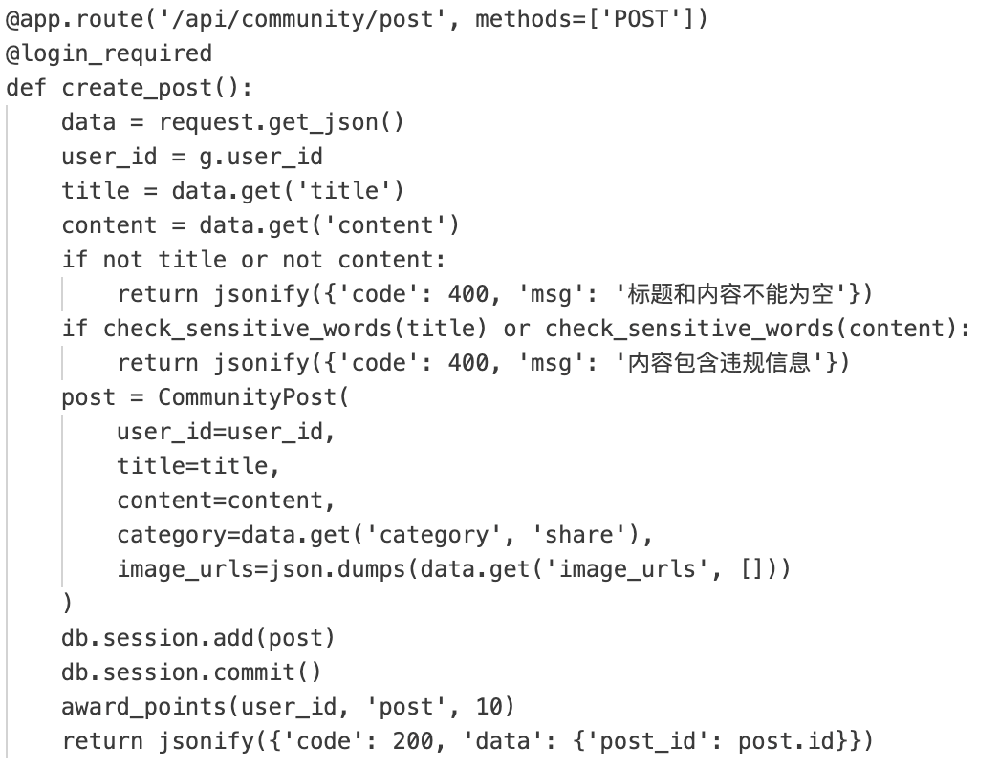 @app.route('/api/community/post', methods=['POST'])
@login_required
def create_post():
    data = request.get_json()
    user_id = g.user_id
    title = data.get('title')
    content = data.get('content')
    if not title or not content:
        return jsonify({'code': 400, 'msg': '标题和内容不能为空'})
    if check_sensitive_words(title) or check_sensitive_words(content):
        return jsonify({'code': 400, 'msg': '内容包含违规信息'})
    post = CommunityPost(
        user_id=user_id,
        title=title,
        content=content,
        category=data.get('category', 'share'),
        image_urls=json.dumps(data.get('image_urls', []))
    )
    db.session.add(post)
    db.session.commit()
    award_points(user_id, 'post', 10)
    return jsonify({'code': 200, 'data': {'post_id': post.id}})